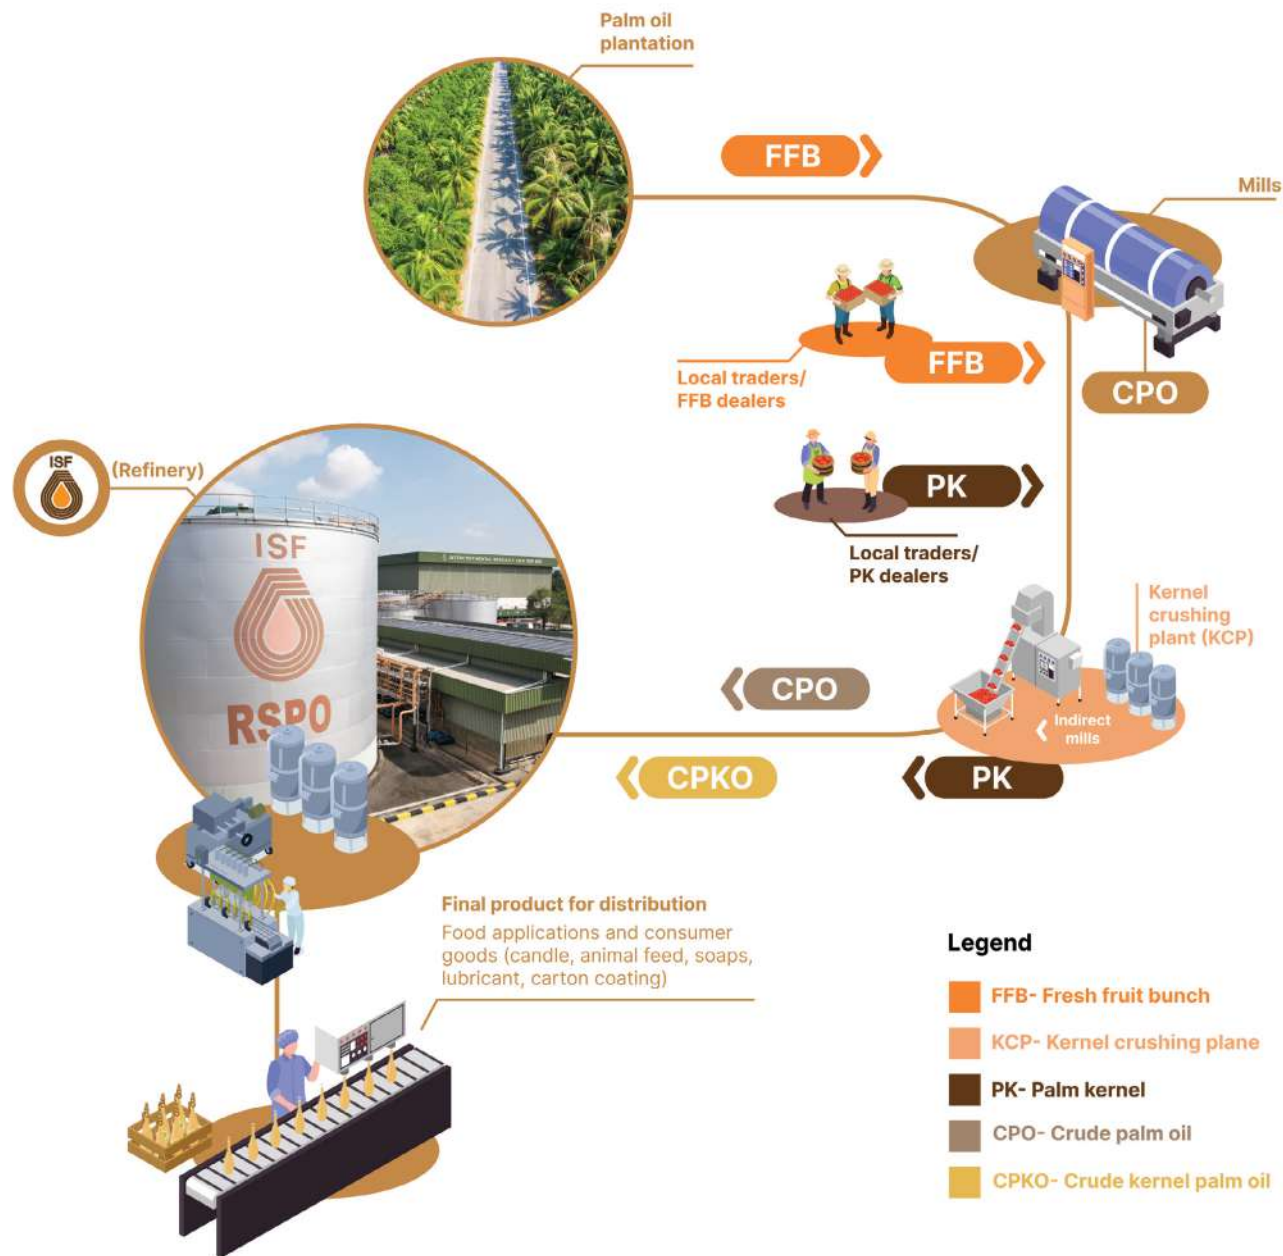 Palm oil
plantation
FFB
Mills
Local traders/
FFB dealers
FFB
CPO
ISF
(Refinery)
PK
Local traders/
PK dealers
ISF
RSPO
Kernel
crushing
plant (KCP)
CPO
Indirect
mills
CPKO
PK
Final product for distribution
Food applications and consumer
goods (candle, animal feed, soaps,
lubricant, carton coating)
Legend
FFB- Fresh fruit bunch
KCP- Kernel crushing plane
PK- Palm kernel
CPO- Crude palm oil
CPKO- Crude kernel palm oil